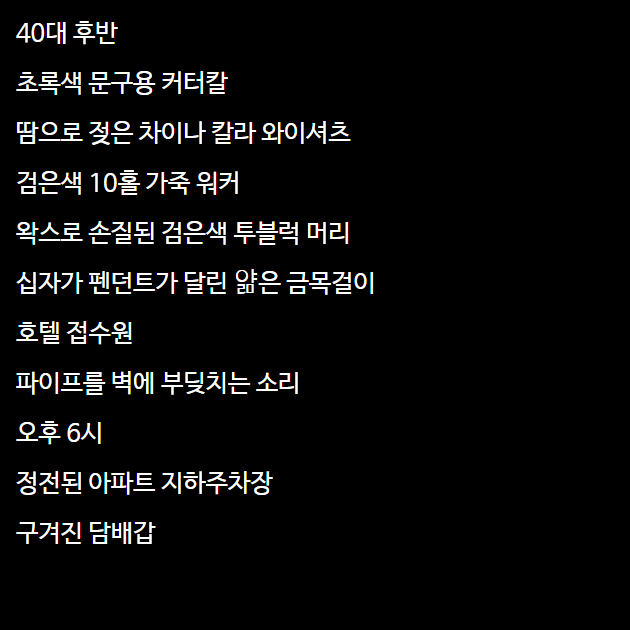 40대 후반
초록색 문구용 커터칼
땀으로 젖은 차이나 칼라 와이셔츠
검은색 10홀 가죽 워커
왁스로 손질된 검은색 투블럭 머리
십자가 펜던트가 달린 얆은 금목걸이
호텔 접수원
파이프를 벽에 부딪치는 소리
오후 6시
정전된 아파트 지하주차장
구겨진 담배갑